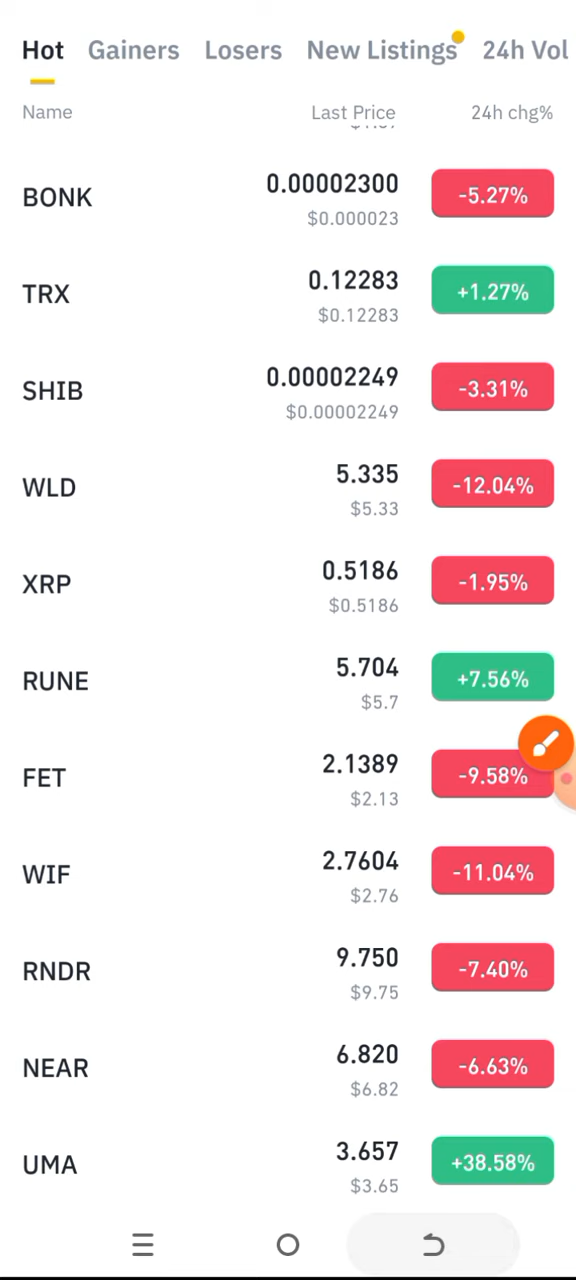 Hot Gainers Losers New Listings 24h Vol
Name Last Price 24h chg%
BONK 0.00002300 -5.27%
$0.000023
TRX 0.12283 +1.27%
$0.12283
SHIB 0.00002249 -3.31%
$0.00002249
WLD 5.335 -12.04%
$5.33
XRP 0.5186 -1.95%
$0.5186
RUNE 5.704 +7.56%
$5.7
FET 2.1389 -9.58%
$2.13
WIF 2.7604 -11.04%
$2.76
RNDR 9.750 -7.40%
$9.75
NEAR 6.820 -6.63%
$6.82
UMA 3.657 +38.58%
$3.65